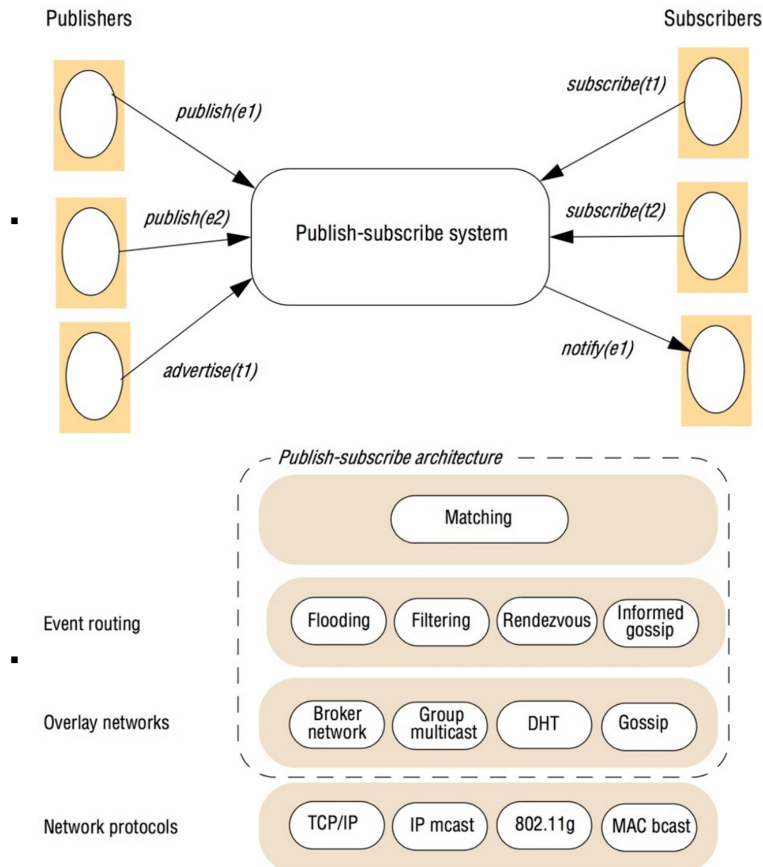 Publishers
Subscribers
publish(e1)
subscribe(t1)
publish(e2)
subscribe(t2)
Publish-subscribe system
advertise(t1)
notify(e1)
Publish-subscribe architecture
Matching
Event routing
Flooding
Filtering
Rendezvous
Informed
gossip
Overlay networks
Broker
network
Group
multicast
DHT
Gossip
Network protocols
TCP/IP
IP mcast
802.11g
MAC bcast